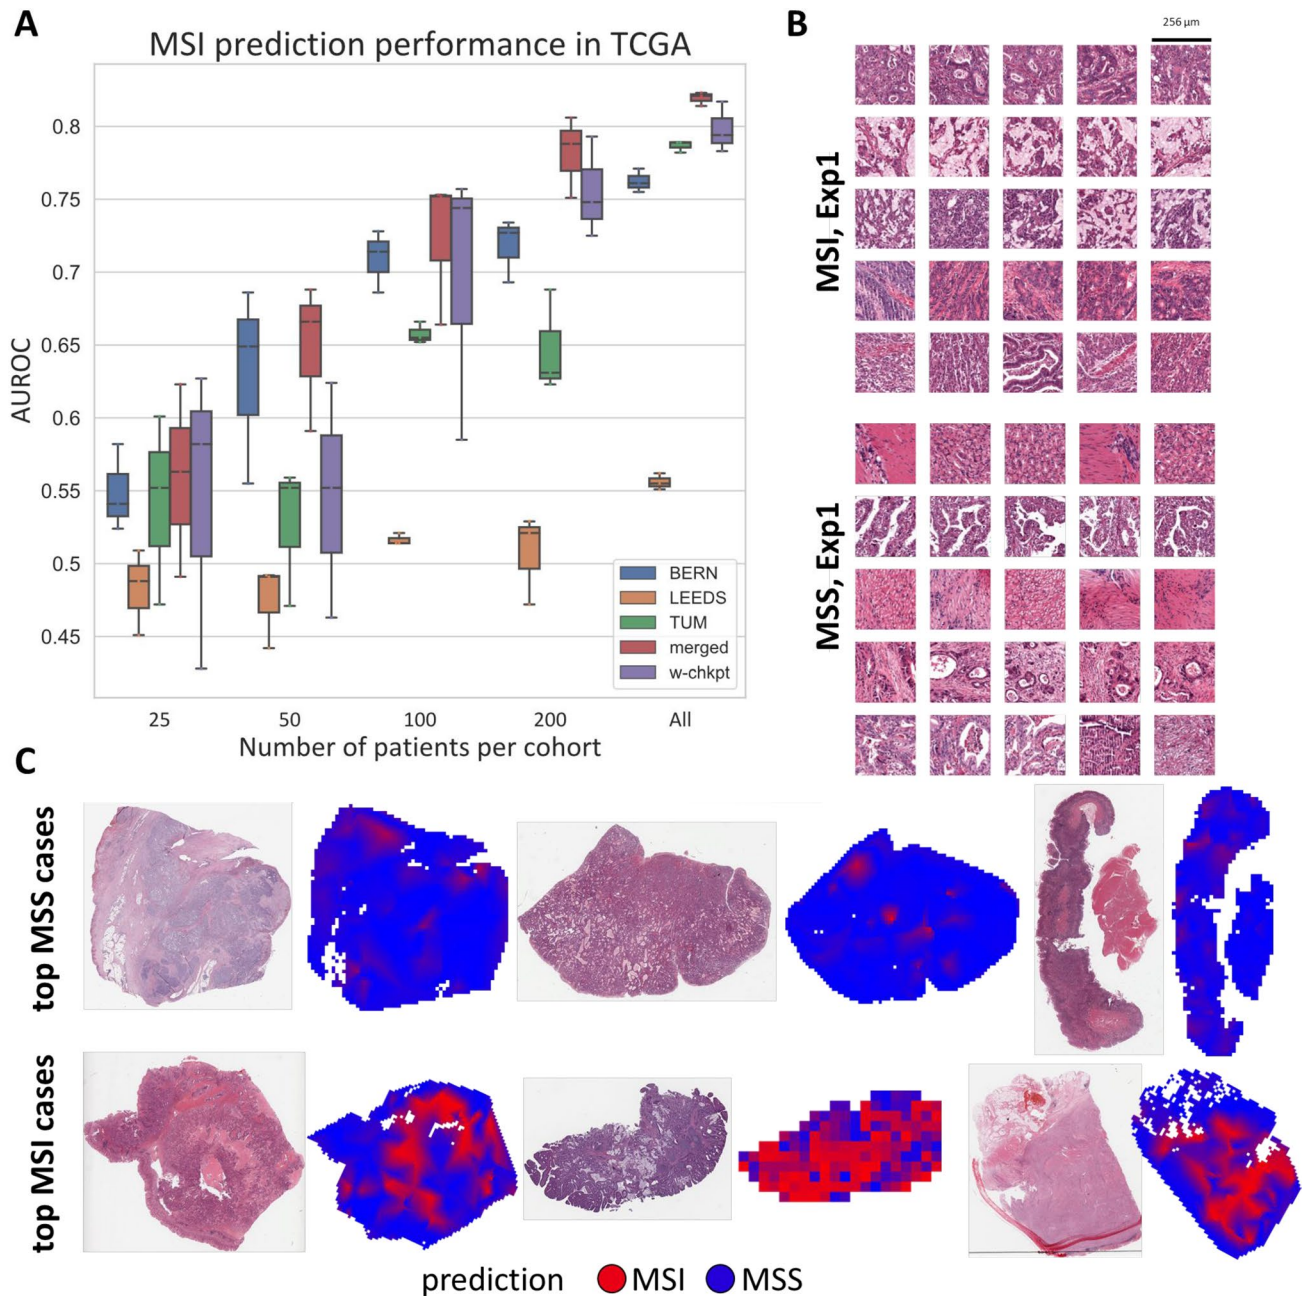 A
MSI prediction performance in TCGA
AUROC
0.8
0.75
0.7
0.65
0.6
0.55
0.5
0.45
BERN
LEEDS
TUM
merged
w-chkpt
25 50 100 200 All
Number of patients per cohort
B
256 µm
MSI, Exp1
MSS, Exp1
C
top MSS cases
top MSI cases
prediction MSI MSS